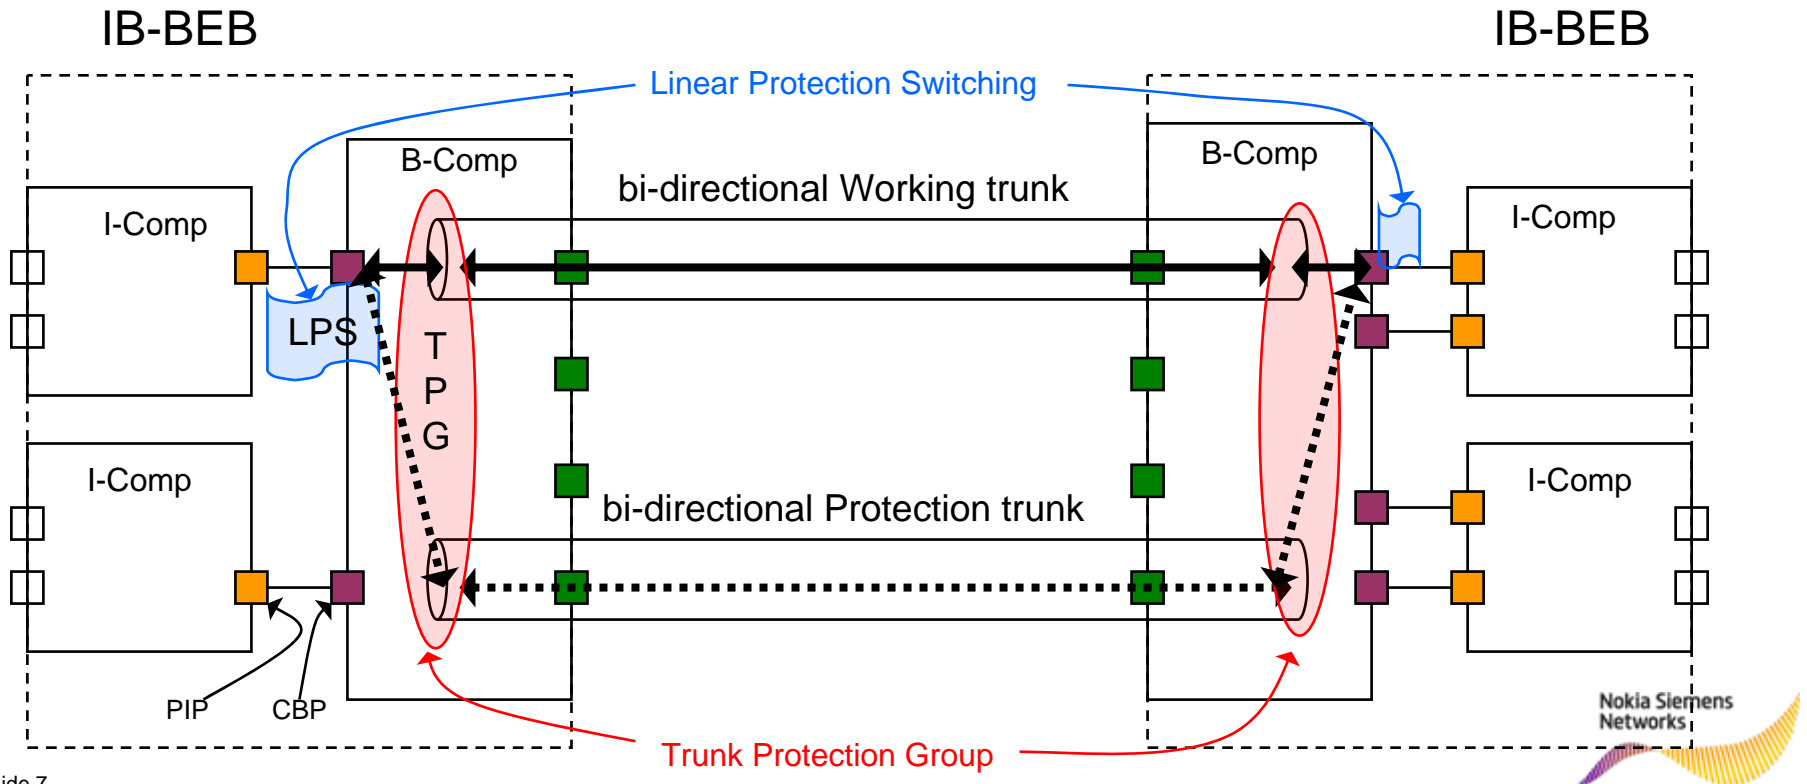 IB-BEB
IB-BEB
Linear Protection Switching
B-Comp
B-Comp
bi-directional Working trunk
I-Comp
I-Comp
LPS
T
P
G
I-Comp
I-Comp
bi-directional Protection trunk
PIP
CBP
Nokia Siemens
Networks
Trunk Protection Group